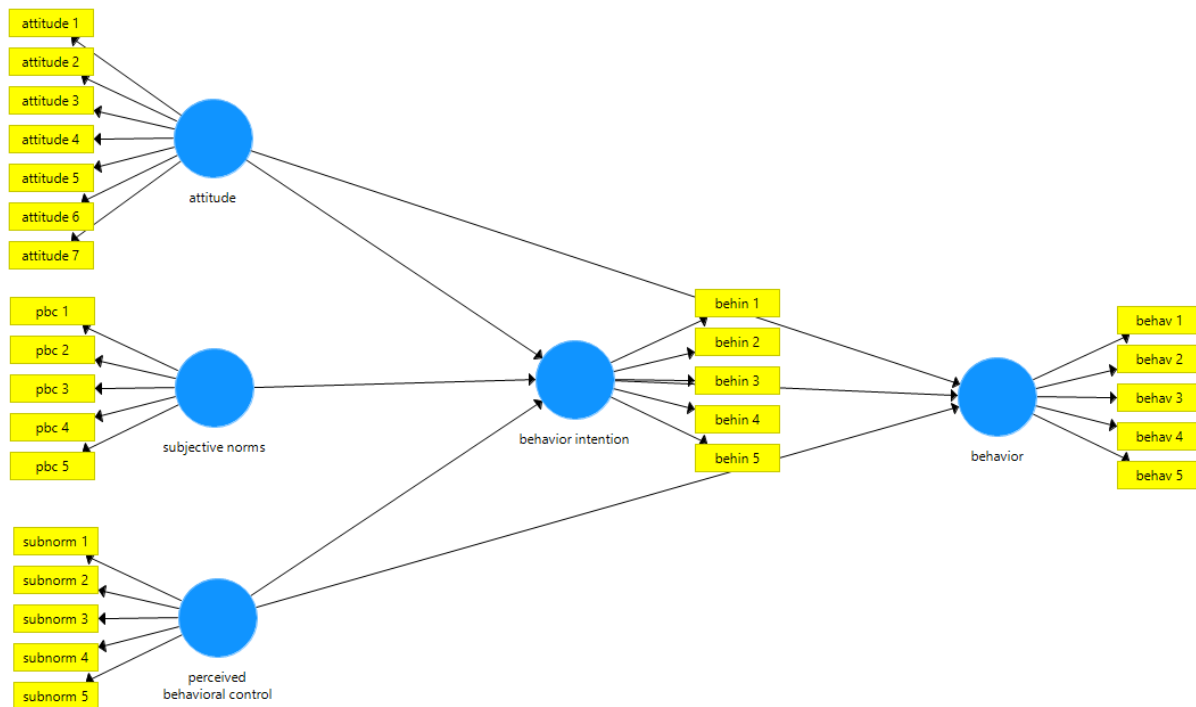 attitude 1
attitude 2
attitude 3
attitude 4
attitude 5
attitude 6
attitude 7
attitude
pbc 1
pbc 2
pbc 3
pbc 4
pbc 5
subjective norms
subnorm 1
subnorm 2
subnorm 3
subnorm 4
subnorm 5
perceived
behavioral control
behavior intention
behin 1
behin 2
behin 3
behin 4
behin 5
behavior
behav 1
behav 2
behav 3
behav 4
behav 5